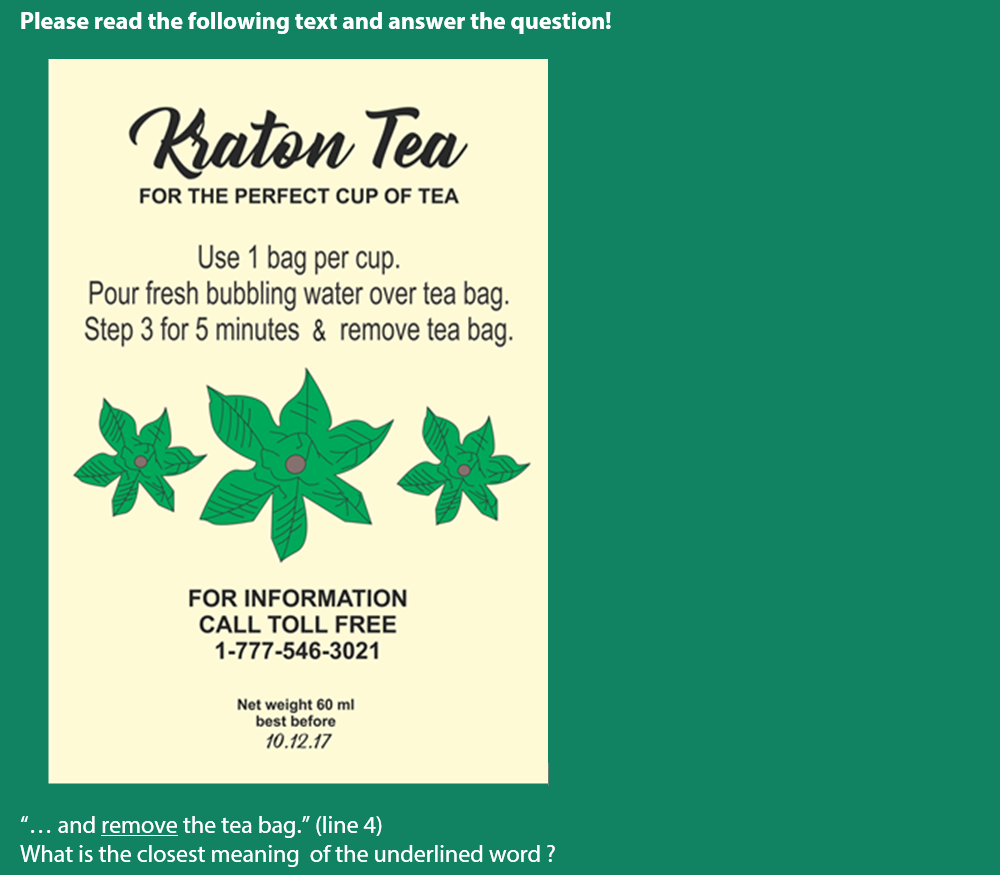 Please read the following text and answer the question!
Kraton Tea
FOR THE PERFECT CUP OF TEA
Use 1 bag per cup.
Pour fresh bubbling water over tea bag.
Step 3 for 5 minutes & remove tea bag.
FOR INFORMATION
CALL TOLL FREE
1-777-546-3021
Net weight 60 ml
best before
10.12.17
“… and remove the tea bag.” (line 4)
What is the closest meaning of the underlined word ?